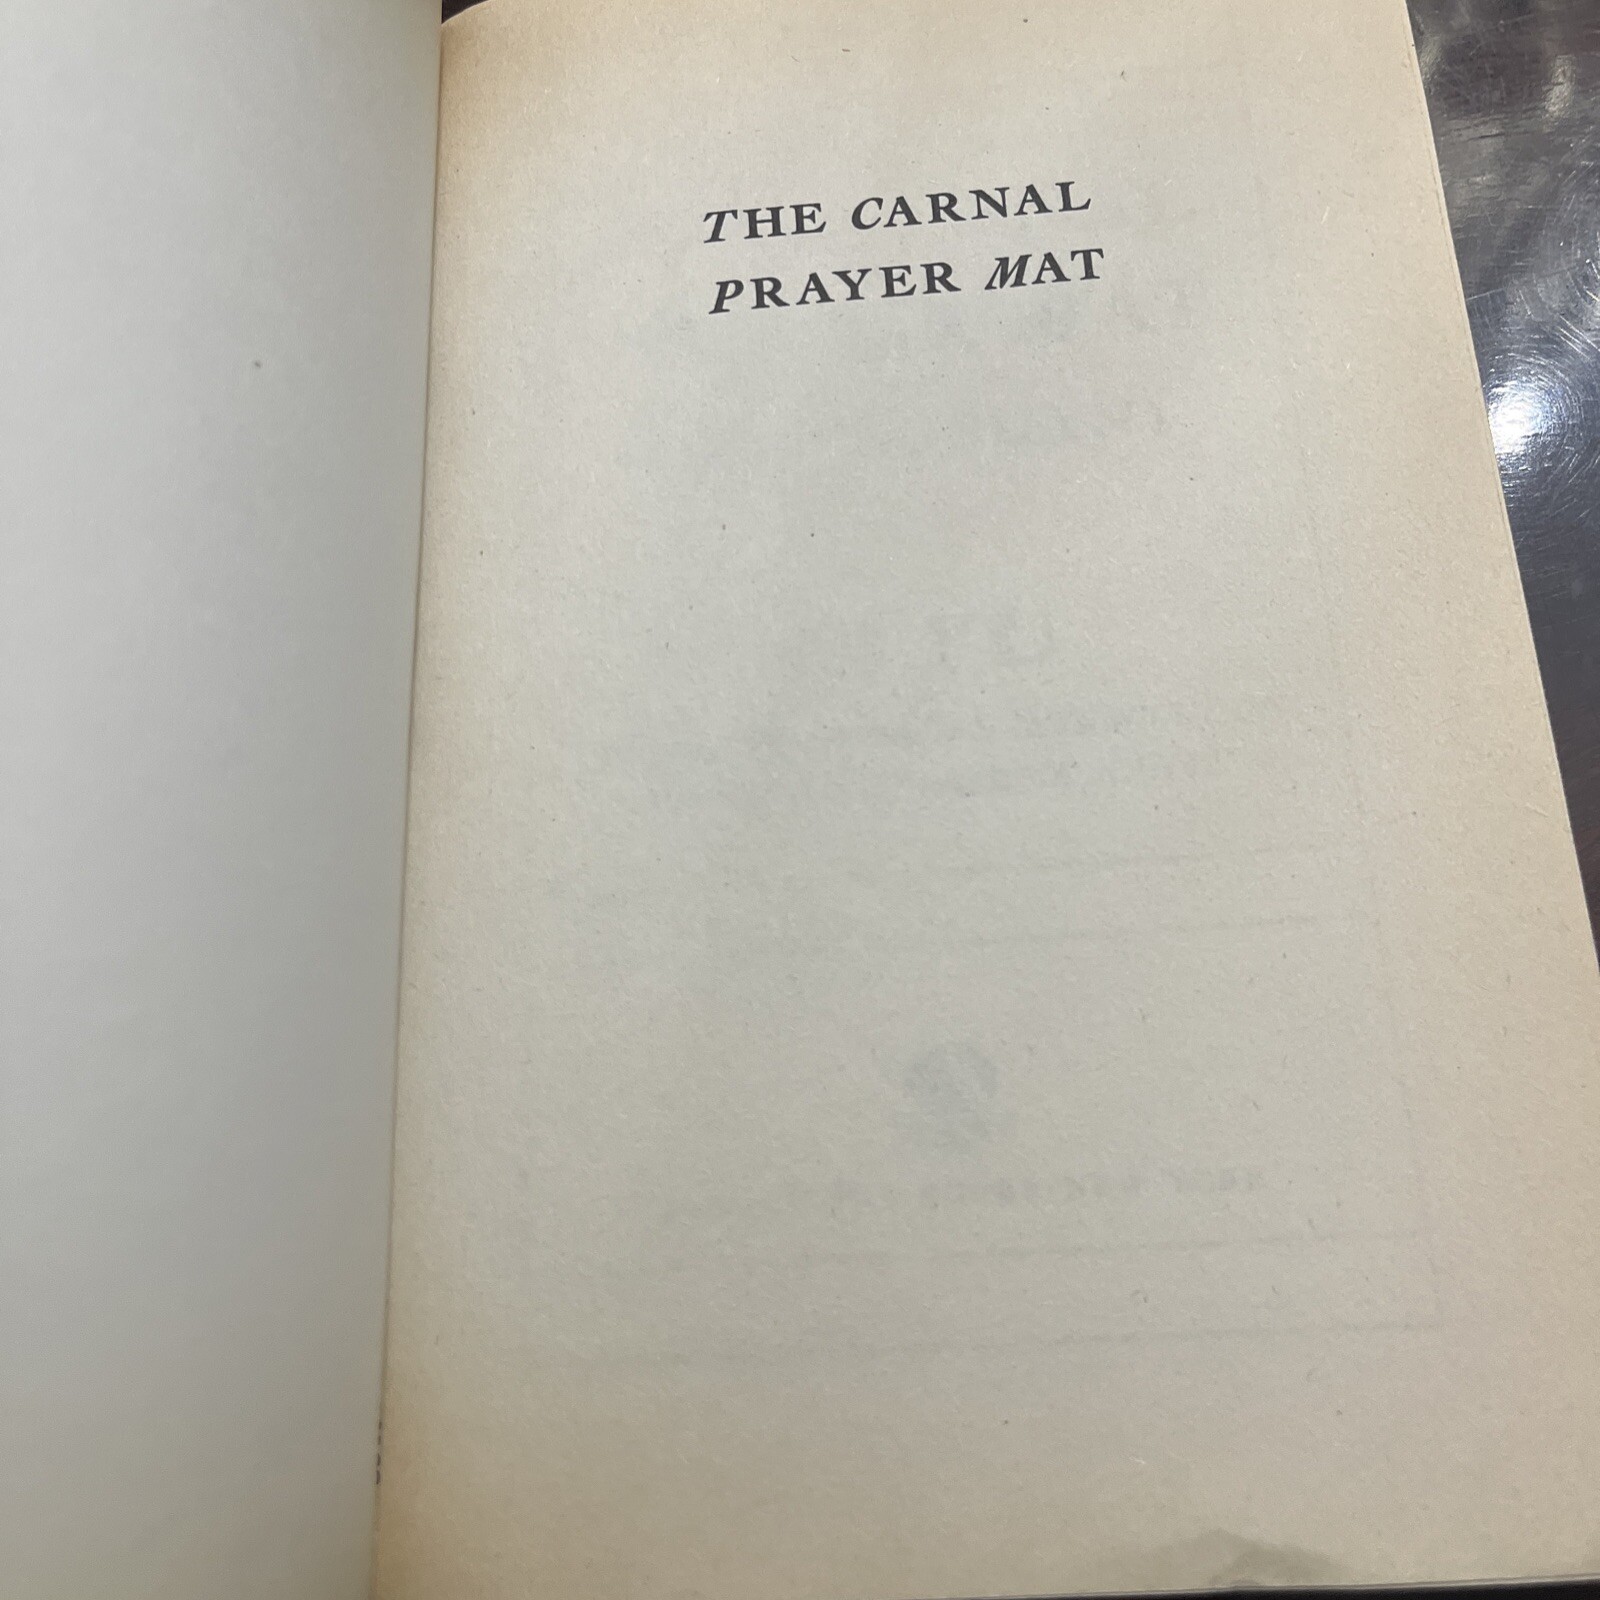 THE CARNAL
PRAYER MAT